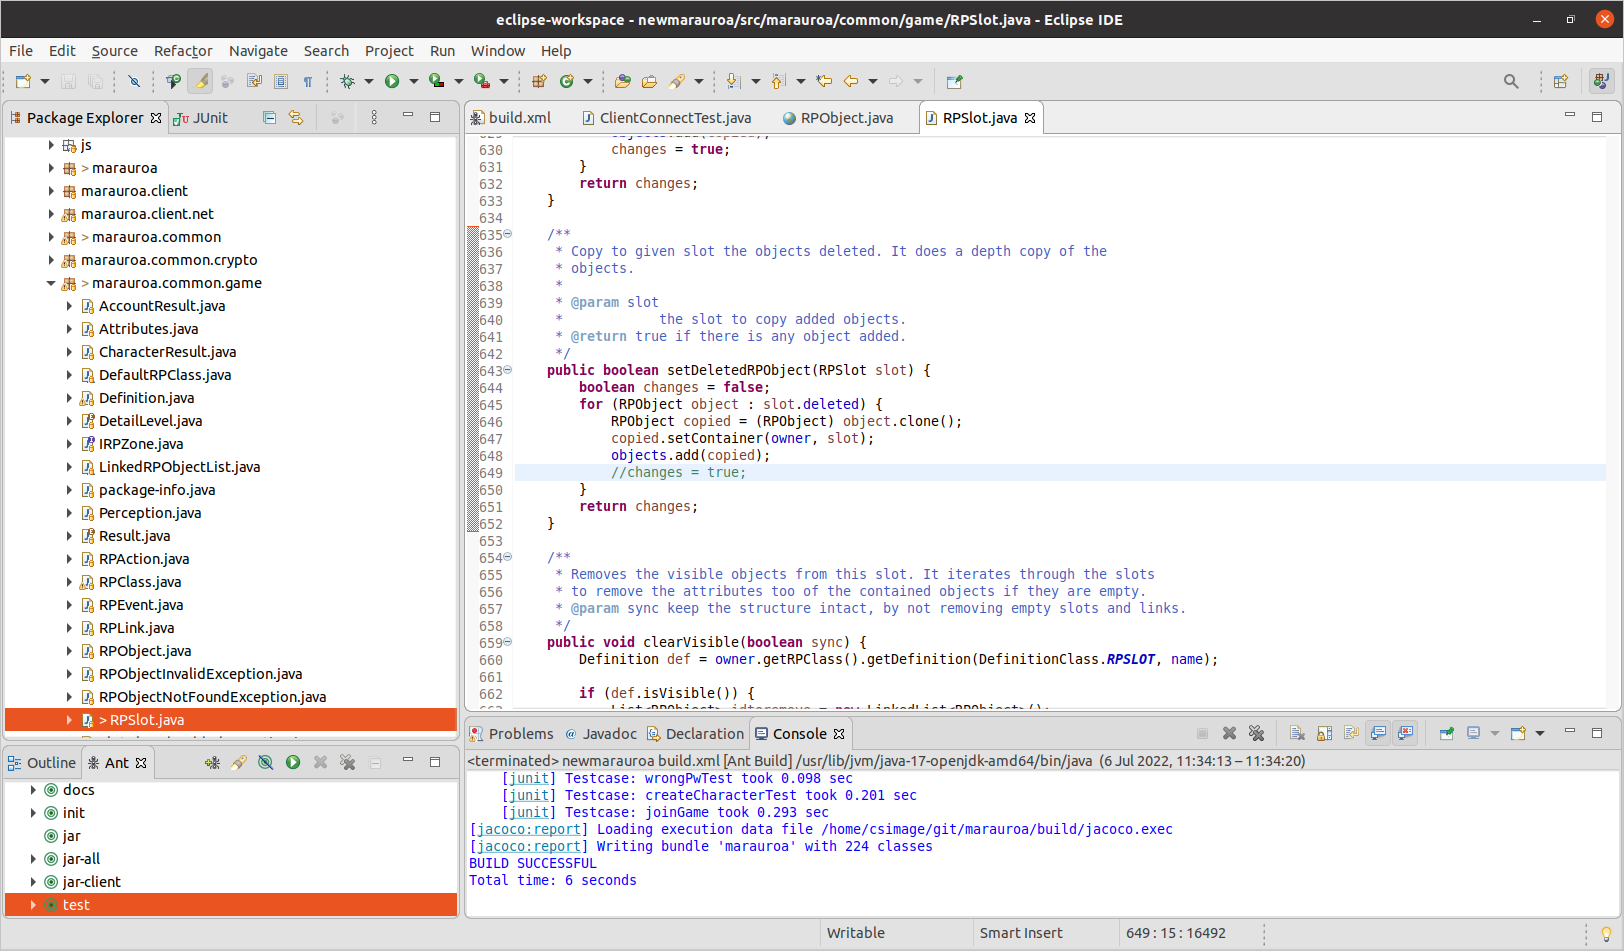 eclipse-workspace - newmarauroa/src/marauroa/common/game/RPSlot.java - Eclipse IDE
File Edit Source Refactor Navigate Search Project Run Window Help
Package Explorer JUnit
js
> marauroa
marauroa.client
marauroa.client.net
> marauroa.common
marauroa.common.crypto
> marauroa.common.game
AccountResult.java
Attributes.java
CharacterResult.java
DefaultRPClass.java
Definition.java
DetailLevel.java
IRPZone.java
LinkedRPObjectList.java
package-info.java
Perception.java
Result.java
RPAction.java
RPClass.java
RPEvent.java
RPLink.java
RPObject.java
RPObjectInvalidException.java
RPObjectNotFoundException.java
> RPSlot.java
Outline Ant
docs
init
jar
jar-all
jar-client
test
build.xml ClientConnectTest.java RPObject.java RPSlot.java
630 changes = true;
631 }
632 return changes;
633 }
634
635 /**
636 * Copy to given slot the objects deleted. It does a depth copy of the
637 * objects.
638 *
639 * @param slot
640 * the slot to copy added objects.
641 * @return true if there is any object added.
642 */
643 public boolean setDeletedRPObject(RPSlot slot) {
644 boolean changes = false;
645 for (RPObject object : slot.deleted) {
646 RPObject copied = (RPObject) object.clone();
647 copied.setContainer(owner, slot);
648 objects.add(copied);
649 //changes = true;
650 }
651 return changes;
652 }
653
654 /**
655 * Removes the visible objects from this slot. It iterates through the slots
656 * to remove the attributes too of the contained objects if they are empty.
657 * @param sync keep the structure intact, by not removing empty slots and links.
658 */
659 public void clearVisible(boolean sync) {
660 Definition def = owner.getRPClass().getDefinition(DefinitionClass.RPSLOT, name);
661
662 if (def.isVisible()) {
Problems @ Javadoc Declaration Console
<terminated> newmarauroa build.xml [Ant Build] /usr/lib/jvm/java-17-openjdk-amd64/bin/java (6 Jul 2022, 11:34:13 – 11:34:20)
[junit] Testcase: wrongPwTest took 0.098 sec
[junit] Testcase: createCharacterTest took 0.201 sec
[junit] Testcase: joinGame took 0.293 sec
[jacoco:report] Loading execution data file /home/csimage/git/marauroa/build/jacoco.exec
[jacoco:report] Writing bundle 'marauroa' with 224 classes
BUILD SUCCESSFUL
Total time: 6 seconds
Writable Smart Insert 649 : 15 : 16492